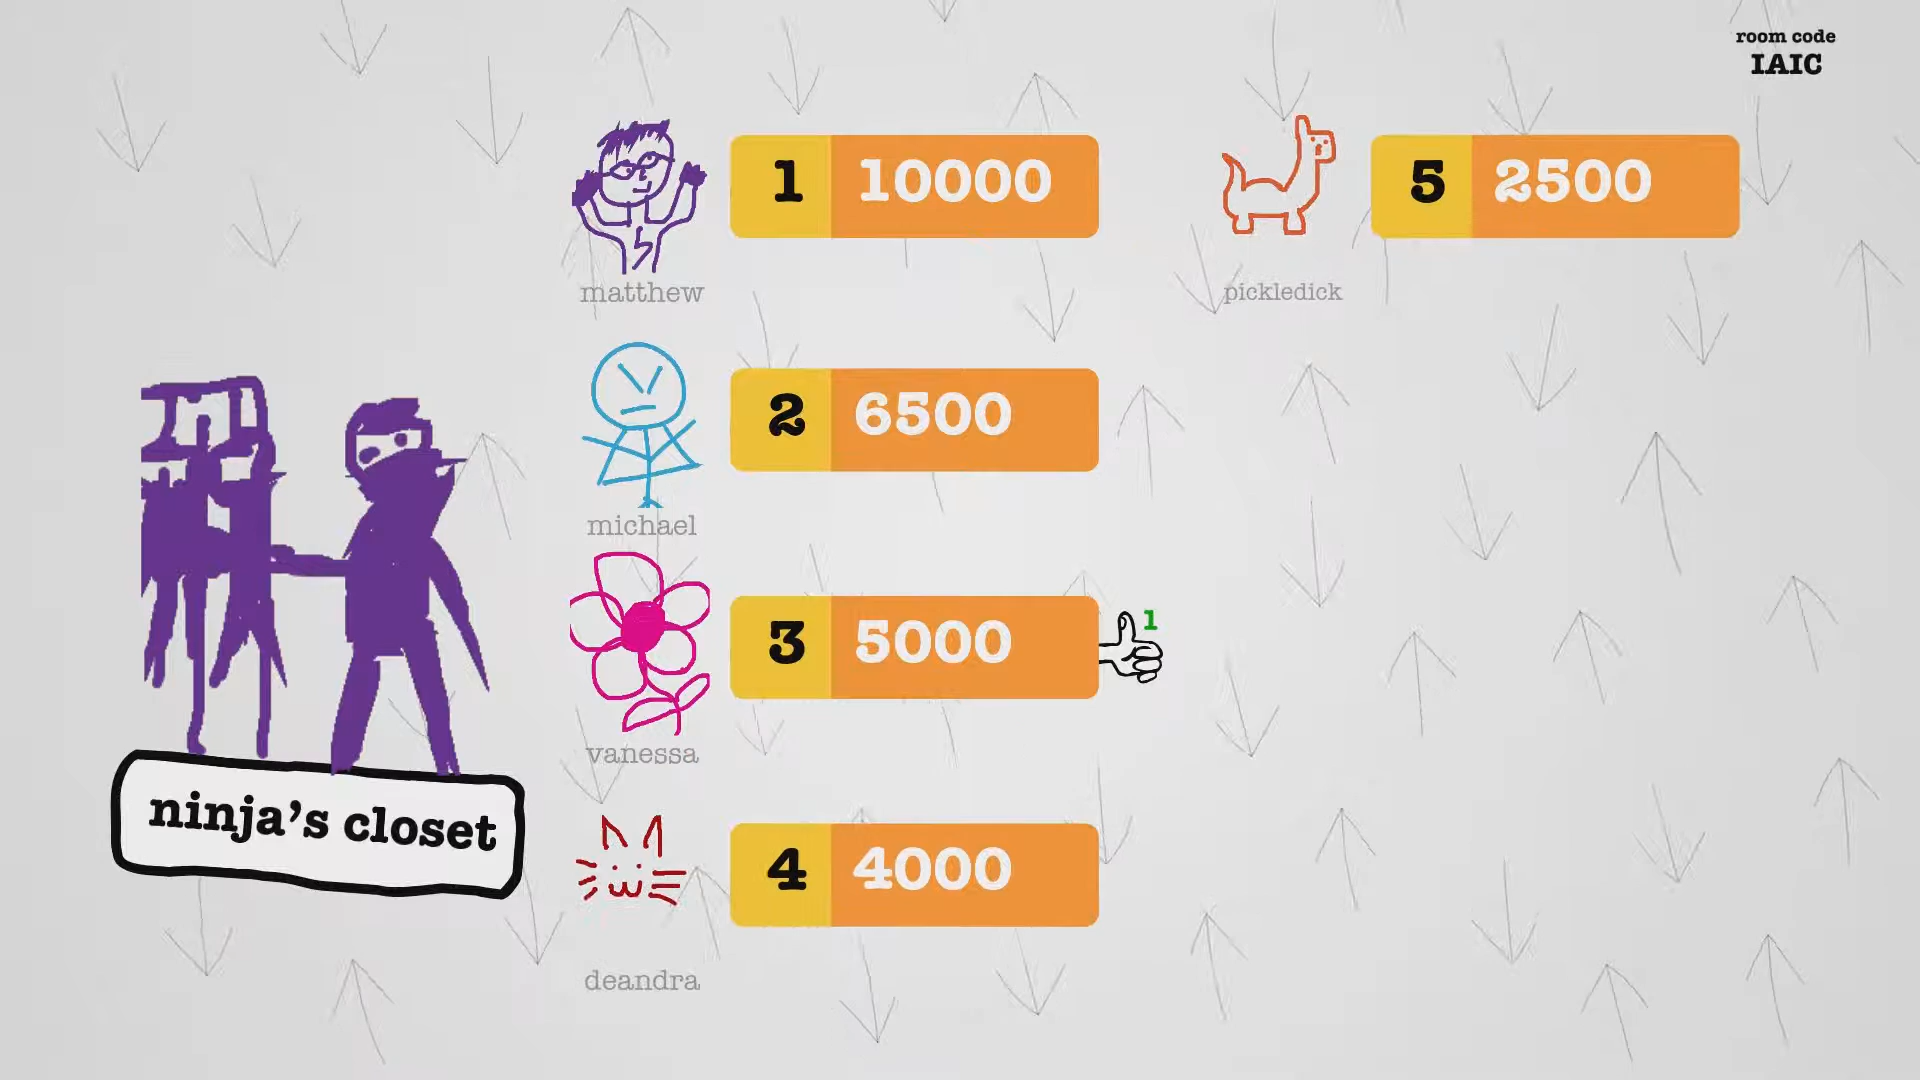 room code
IAIC
1 10000
matthew
2 6500
michael
3 5000
1
vanessa
4 4000
deandra
5 2500
pickledick
ninja's closet